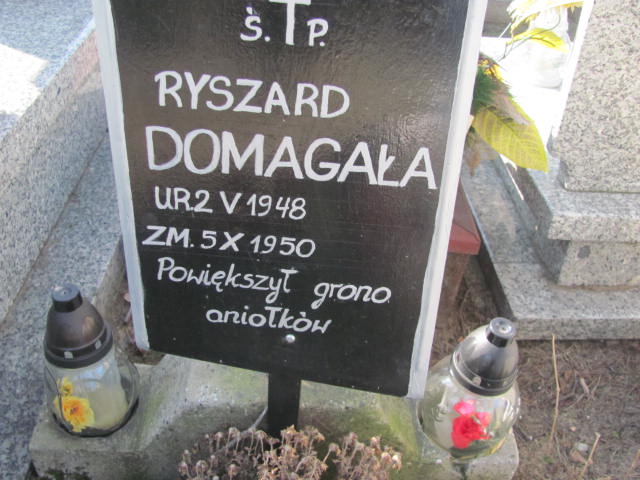 Ś.†P.
RYSZARD
DOMAGAŁA
UR.2 V 1948
ZM. 5 X 1950
Powiększył grono
aniołków